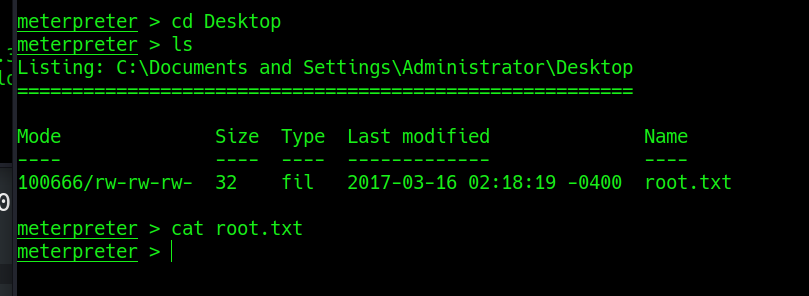 meterpreter > cd Desktop
meterpreter > ls
Listing: C:\Documents and Settings\Administrator\Desktop
========================================================
Mode Size Type Last modified Name
---- ---- ---- ------------- ----
100666/rw-rw-rw- 32 fil 2017-03-16 02:18:19 -0400 root.txt
meterpreter > cat root.txt
meterpreter >